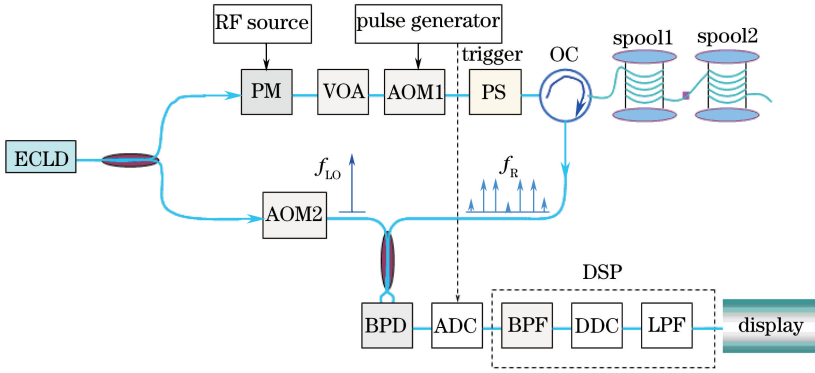 RF source
pulse generator
trigger
OC
spool1
spool2
PM
VOA
AOM1
PS
ECLD
f_LO
f_R
AOM2
DSP
BPD
ADC
BPF
DDC
LPF
display